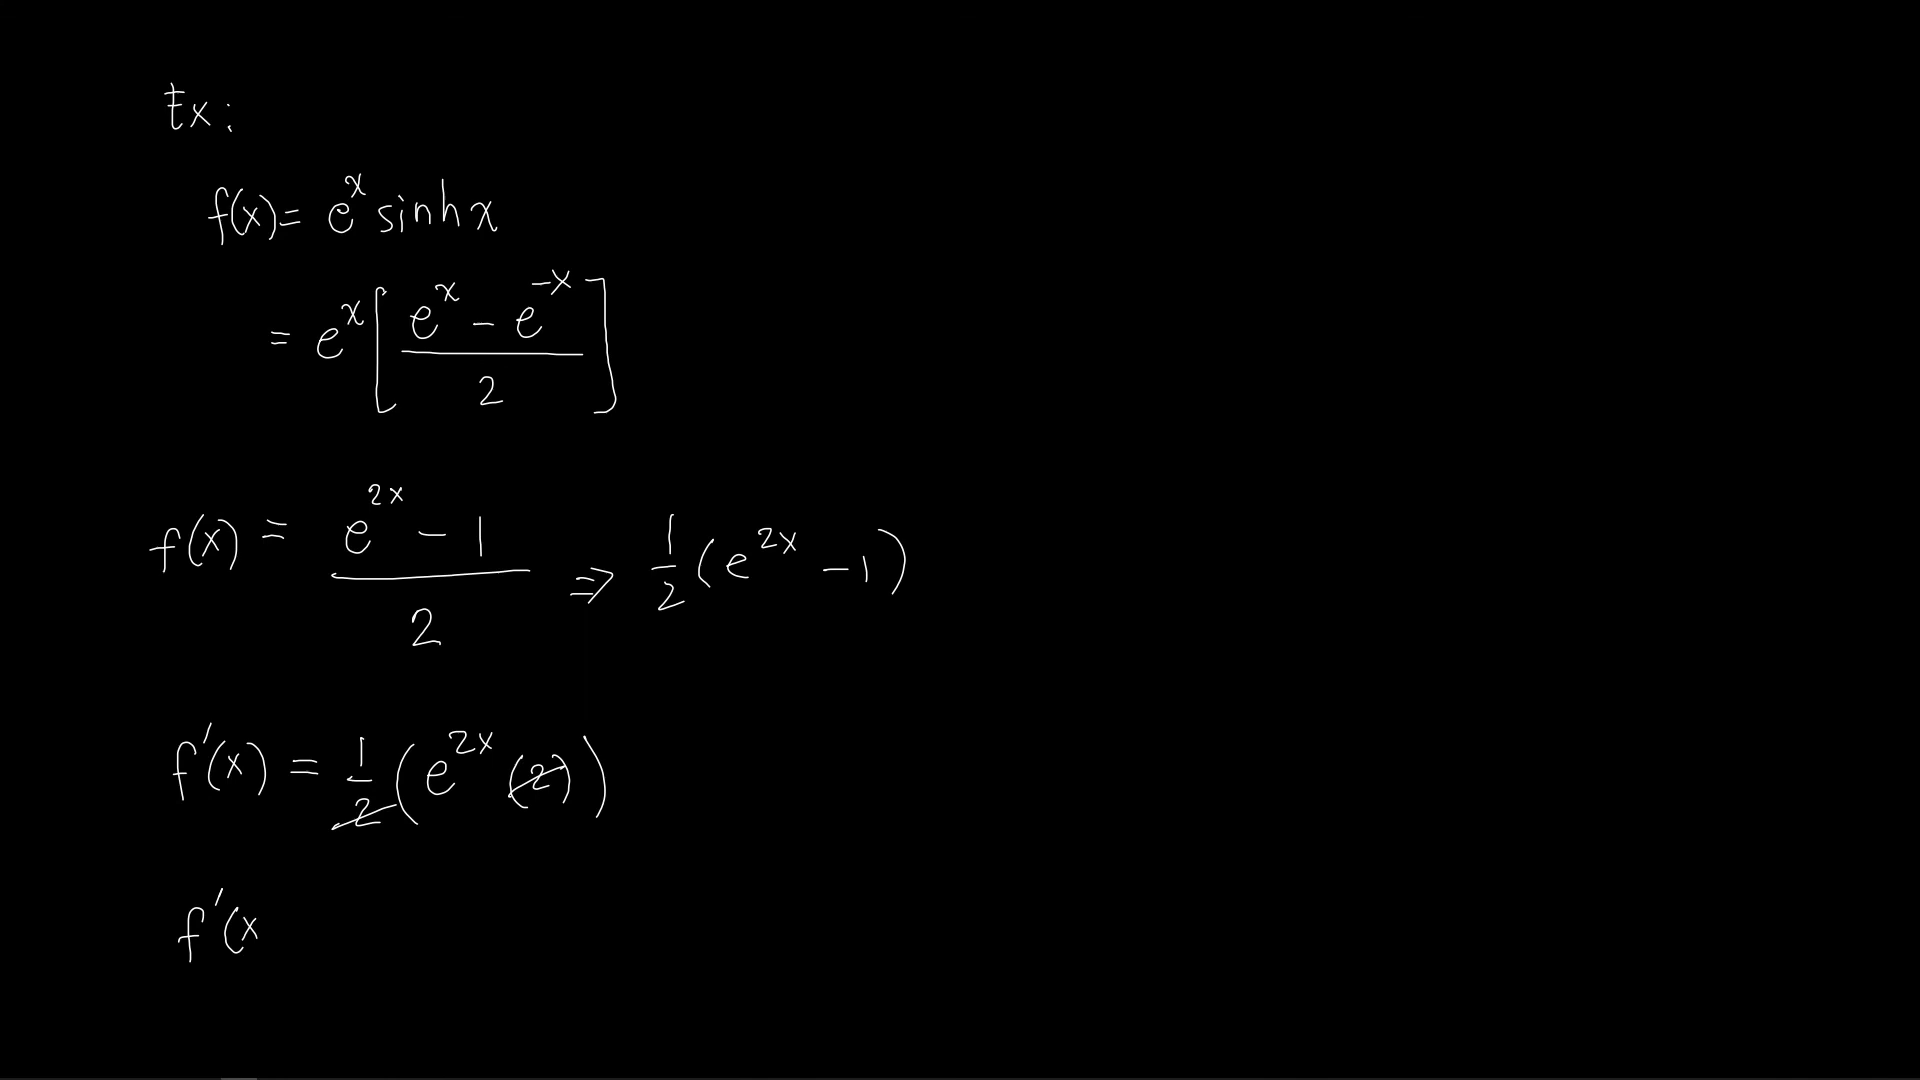 Ex:
f(x) = e^x sinh x
= e^x [ (e^x - e^-x) / 2 ]
f(x) = (e^2x - 1) / 2 ⇒ 1/2 (e^2x - 1)
f'(x) = 1/2 (e^2x (2))
f'(x